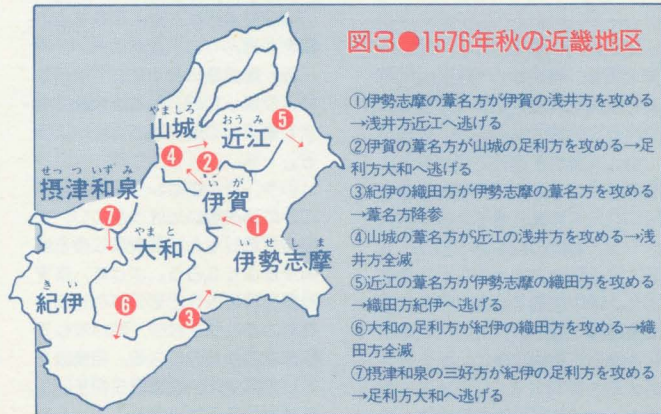 図3●1576年秋の近畿地区
①伊勢志摩の葦名方が伊賀の浅井方を攻める
→浅井方近江へ逃げる
②伊賀の葦名方が山城の足利方を攻める→足
利方大和へ逃げる
③紀伊の織田方が伊勢志摩の葦名方を攻める
→葦名方降参
④山城の葦名方が近江の浅井方を攻める→浅
井方全滅
⑤近江の葦名方が伊勢志摩の織田方を攻める
→織田方紀伊へ逃げる
⑥大和の足利方が紀伊の織田方を攻める→織
田方全滅
⑦摂津和泉の三好方が紀伊の足利方を攻める
→足利方大和へ逃げる
やましろ
山城
おうみ
近江
⑤
④
②
せっついずみ
摂津和泉
いが
伊賀
⑦
①
やまと
大和
いせしま
伊勢志摩
きい
紀伊
⑥
③